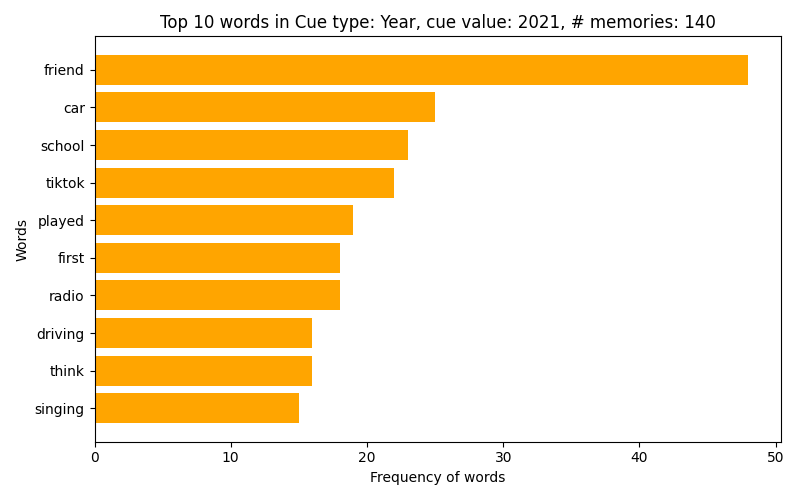 Top 10 words in Cue type: Year, cue value: 2021, # memories: 140
friend
car
school
tiktok
played
first
radio
driving
think
singing
Words
0 10 20 30 40 50
Frequency of words